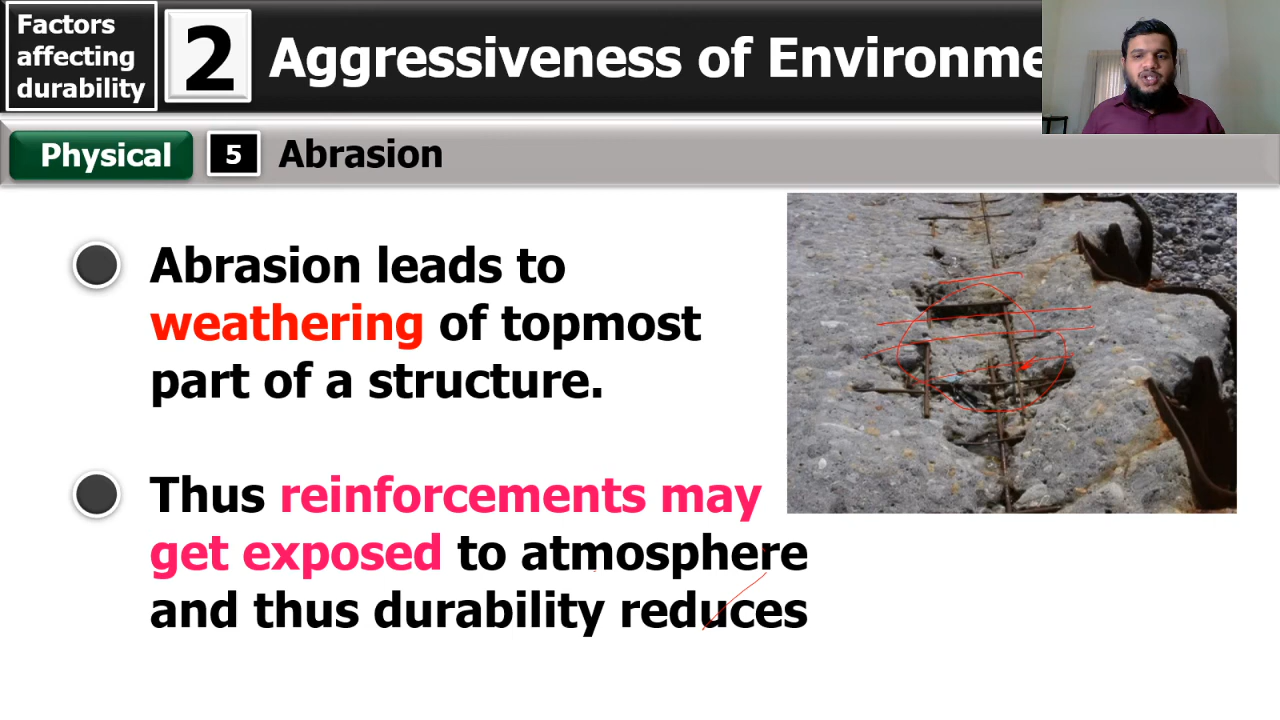 Factors
affecting
durability
2
Aggressiveness of Environme
Physical
5
Abrasion
Abrasion leads to
weathering of topmost
part of a structure.
Thus reinforcements may
get exposed to atmosphere
and thus durability reduces